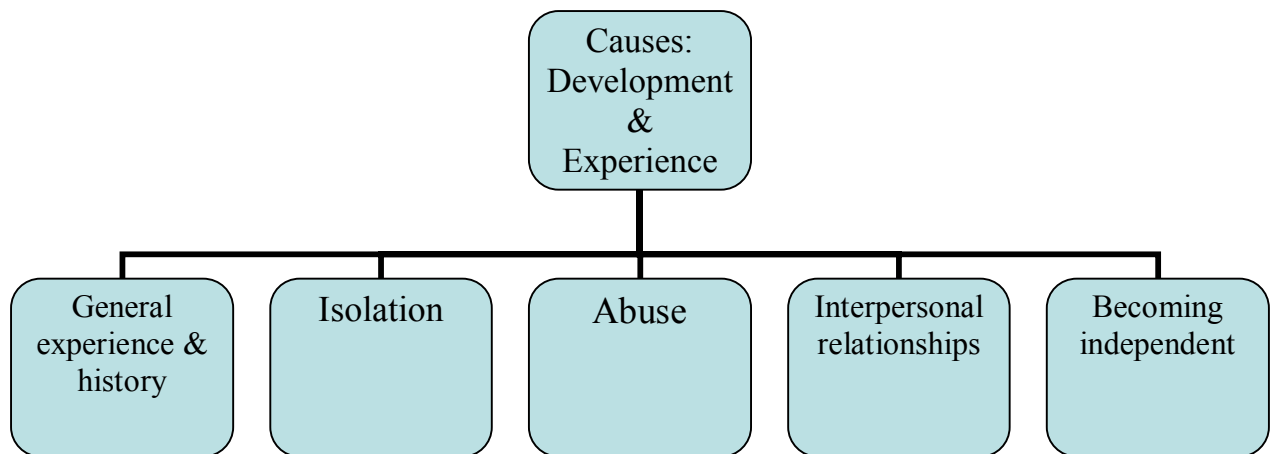 Causes:
Development
&
Experience
General
experience &
history
Isolation
Abuse
Interpersonal
relationships
Becoming
independent